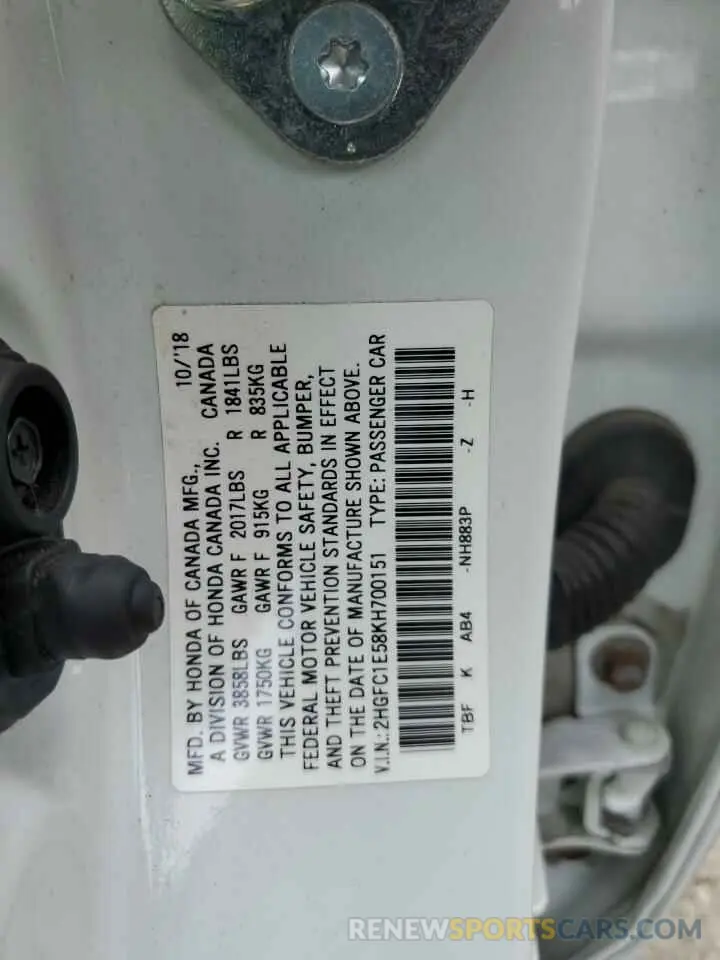 MFD. BY HONDA OF CANADA MFG., 10/'18
A DIVISION OF HONDA CANADA INC. CANADA
GVWR 3858LBS GAWR F 2017LBS R 1841LBS
GVWR 1750KG GAWR F 915KG R 835KG
THIS VEHICLE CONFORMS TO ALL APPLICABLE
FEDERAL MOTOR VEHICLE SAFETY, BUMPER,
AND THEFT PREVENTION STANDARDS IN EFFECT
ON THE DATE OF MANUFACTURE SHOWN ABOVE.
V.I.N.: 2HGFC1E58KH700151 TYPE: PASSENGER CAR
TBF K AB4 -NH883P -Z -H
RENEWSPORTSCARS.COM